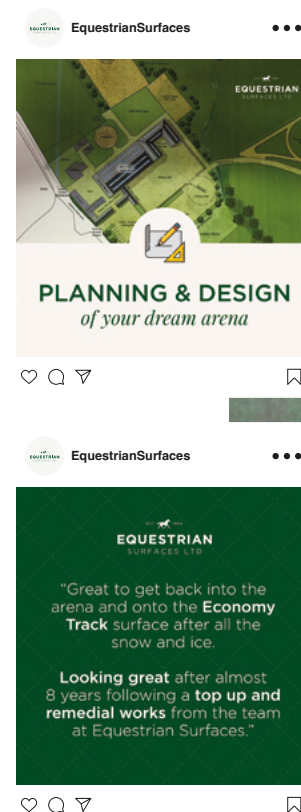 EquestrianSurfaces
EQUESTRIAN
SURFACES LTD
PLANNING & DESIGN
of your dream arena
EquestrianSurfaces
EQUESTRIAN
SURFACES LTD
"Great to get back into the
arena and onto the Economy
Track surface after all the
snow and ice.
Looking great after almost
8 years following a top up and
remedial works from the team
at Equestrian Surfaces."